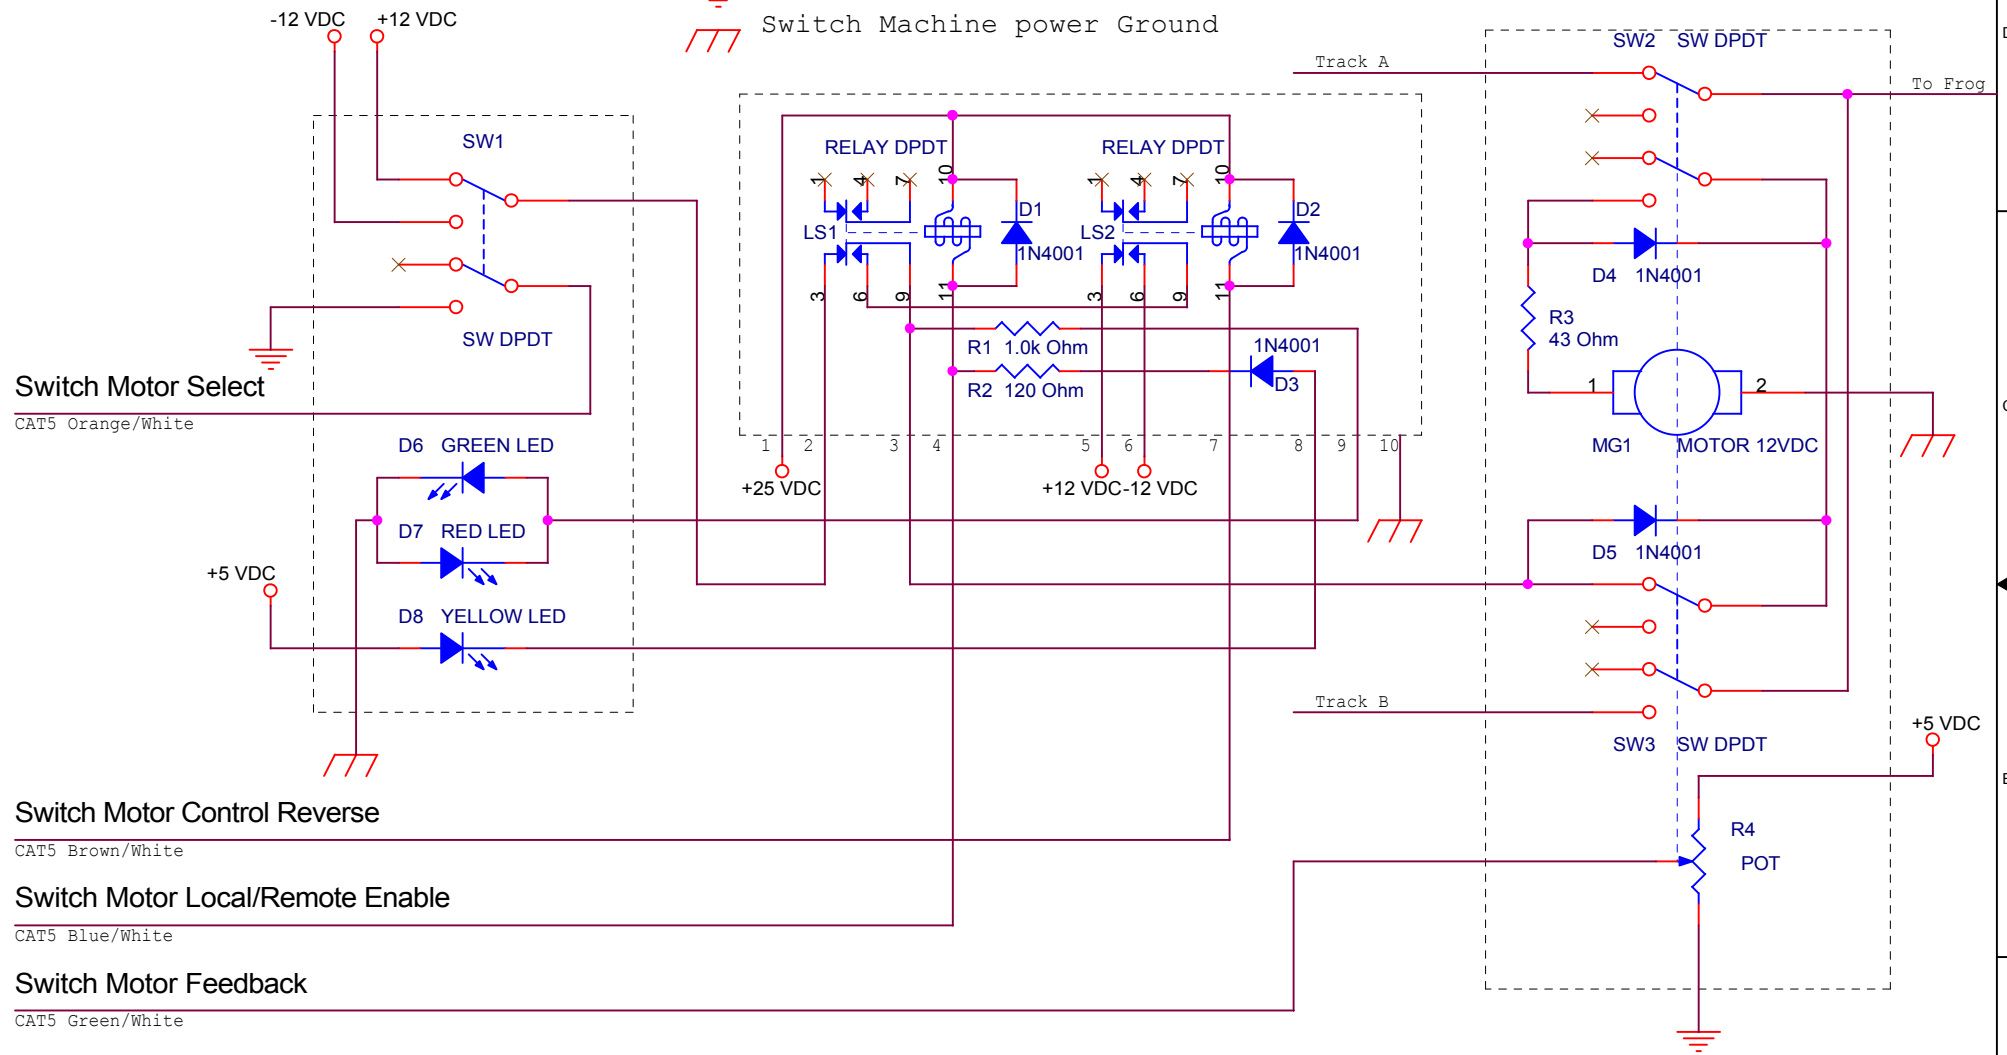 -12 VDC +12 VDC
Switch Machine power Ground
SW2 SW DPDT
Track A
To Frog
SW1
RELAY DPDT RELAY DPDT
1 4 7 10 1 4 7 10
D1 D2
LS1 LS2
1N4001 1N4001
D4 1N4001
3 6 9 11 3 6 9 11
R3
43 Ohm
SW DPDT
R1 1.0k Ohm 1N4001
R2 120 Ohm D3
Switch Motor Select
CAT5 Orange/White
1 2
D6 GREEN LED
1 2 3 4 5 6 7 8 9 10
MG1 MOTOR 12VDC
+25 VDC +12 VDC -12 VDC
D7 RED LED
D5 1N4001
+5 VDC
D8 YELLOW LED
Track B
+5 VDC
SW3 SW DPDT
Switch Motor Control Reverse
CAT5 Brown/White
R4
POT
Switch Motor Local/Remote Enable
CAT5 Blue/White
Switch Motor Feedback
CAT5 Green/White